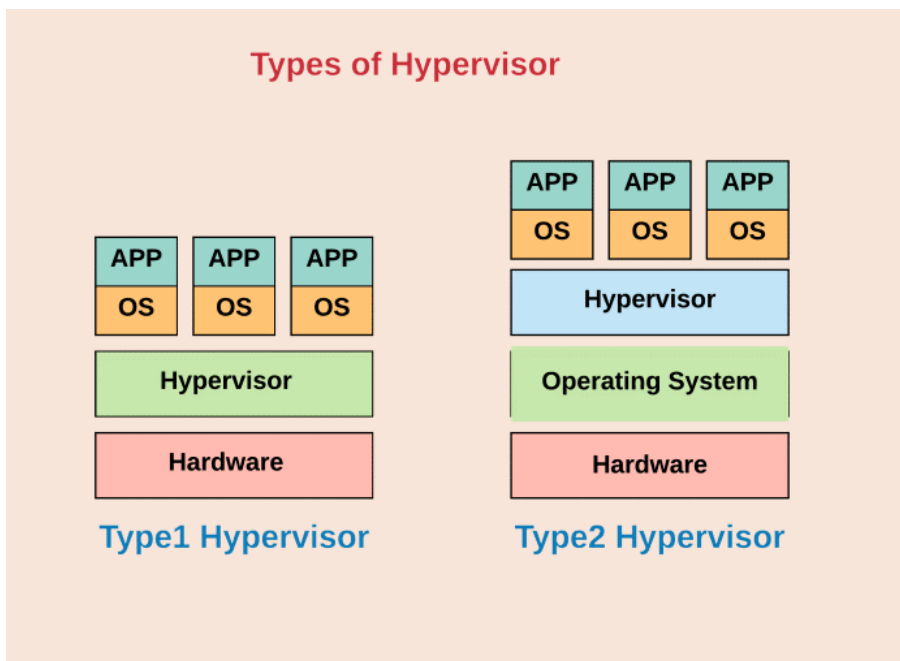 Types of Hypervisor
APP APP APP
OS OS OS
Hypervisor
Hardware
Type1 Hypervisor
APP APP APP
OS OS OS
Hypervisor
Operating System
Hardware
Type2 Hypervisor